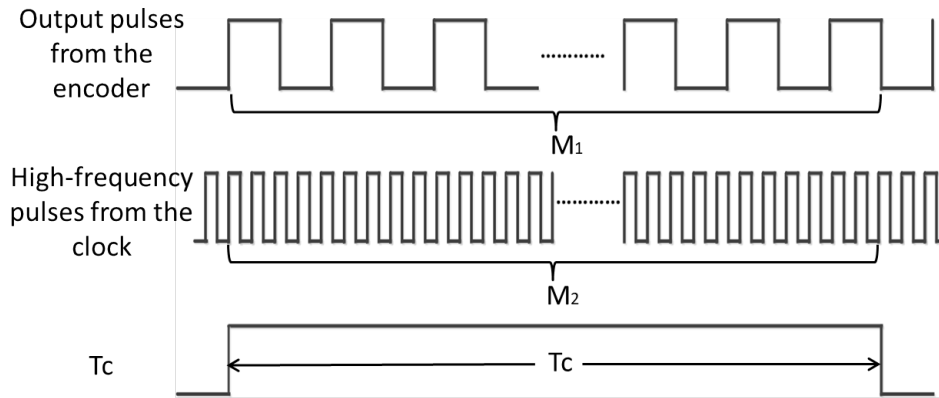 Output pulses
from the
encoder
M1
High-frequency
pulses from the
clock
M2
Tc
Tc